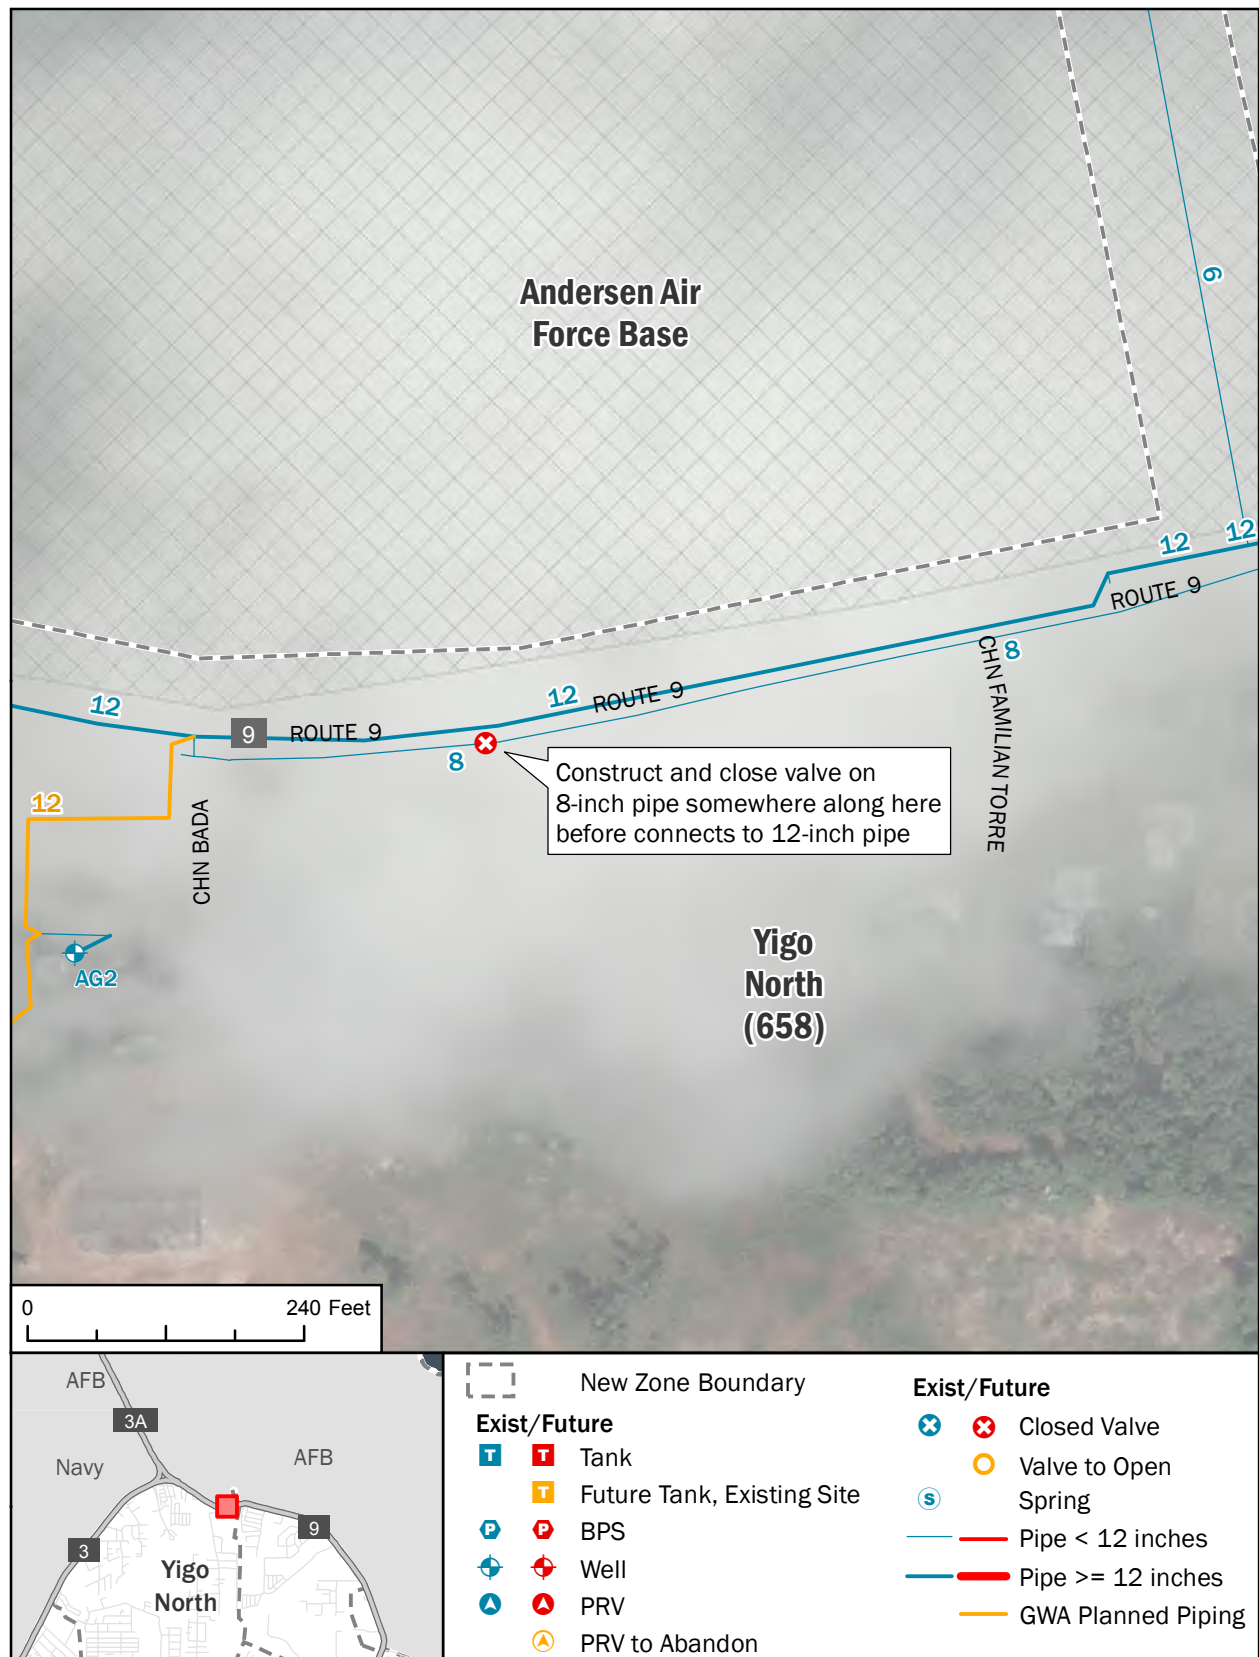 Andersen Air
Force Base
6
12
12
ROUTE 9
CHN FAMILIAN TORRE
8
12
ROUTE 9
12
9
ROUTE 9
8
Construct and close valve on
8-inch pipe somewhere along here
before connects to 12-inch pipe
12
CHN BADA
AG2
Yigo
North
(658)
0
240 Feet
AFB
3A
Navy
AFB
9
3
Yigo
North
New Zone Boundary
Exist/Future
T
T
Tank
T
Future Tank, Existing Site
P
P
BPS
Well
PRV
PRV to Abandon
Exist/Future
Closed Valve
Valve to Open
S
Spring
Pipe < 12 inches
Pipe >= 12 inches
GWA Planned Piping